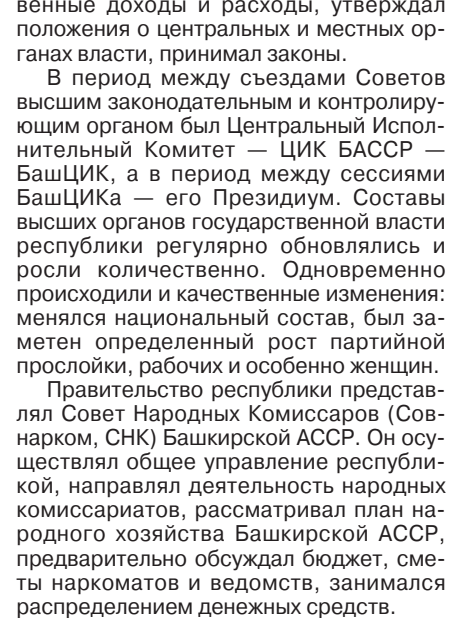 венные доходы и расходы, утверждал
положения о центральных и местных ор-
ганах власти, принимал законы.
В период между съездами Советов
высшим законодательным и контролиру-
ющим органом был Центральный Испол-
нительный Комитет — ЦИК БАССР —
БашЦИК, а в период между сессиями
БашЦИКа — его Президиум. Составы
высших органов государственной власти
республики регулярно обновлялись и
росли количественно. Одновременно
происходили и качественные изменения:
менялся национальный состав, был за-
метен определенный рост партийной
прослойки, рабочих и особенно женщин.
Правительство республики представ-
лял Совет Народных Комиссаров (Сов-
нарком, СНК) Башкирской АССР. Он осу-
ществлял общее управление республи-
кой, направлял деятельность народных
комиссариатов, рассматривал план на-
родного хозяйства Башкирской АССР,
предварительно обсуждал бюджет, сме-
ты наркоматов и ведомств, занимался
распределением денежных средств.